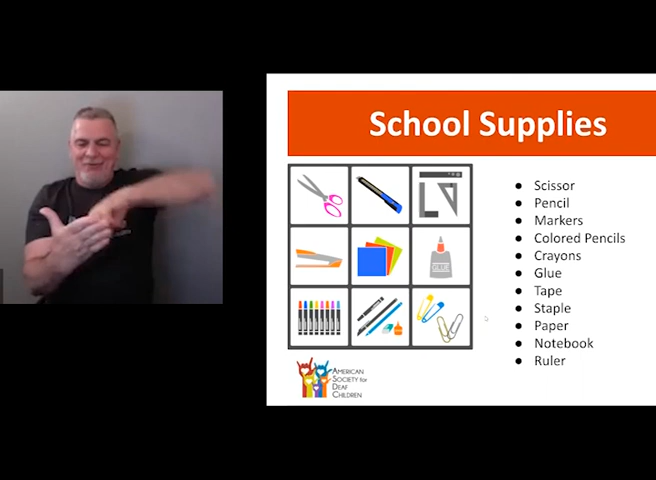 School Supplies
Scissor
Pencil
Markers
Colored Pencils
Crayons
Glue
Tape
Staple
Paper
Notebook
Ruler
GLUE
AMERICAN
SOCIETY for
DEAF
CHILDREN